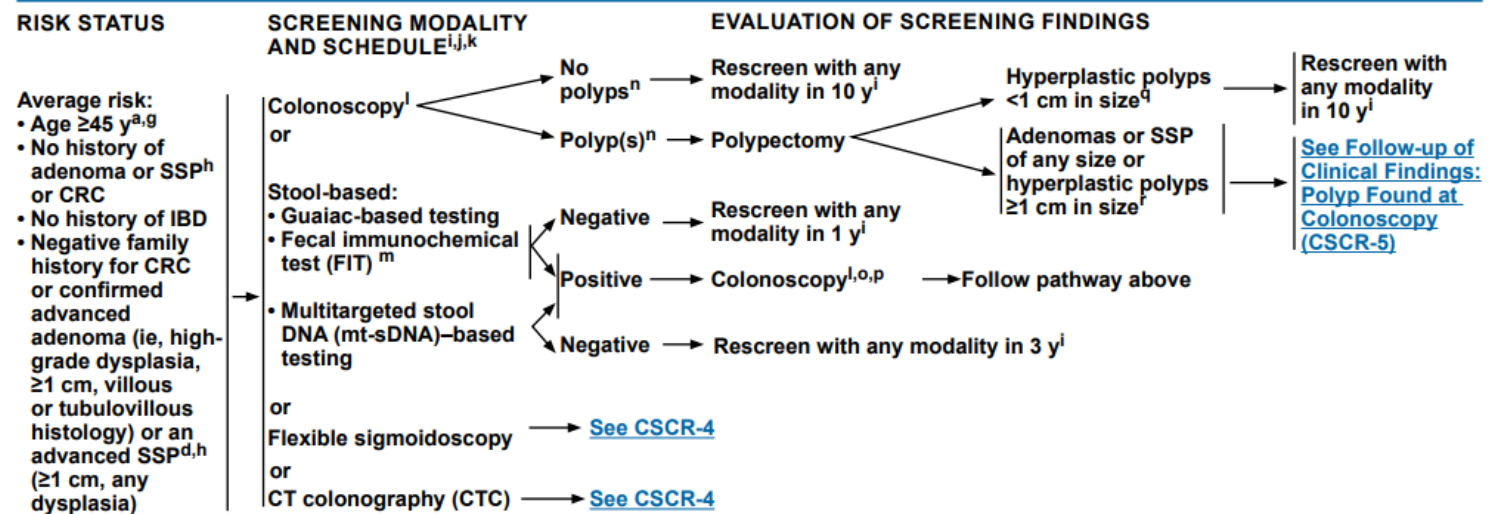 RISK STATUS
SCREENING MODALITY
AND SCHEDULEi,j,k
EVALUATION OF SCREENING FINDINGS
Average risk:
• Age ≥45 ya,g
• No history of
adenoma or SSPh
or CRC
• No history of IBD
• Negative family
history for CRC
or confirmed
advanced
adenoma (ie, high-
grade dysplasia,
≥1 cm, villous
or tubulovillous
histology) or an
advanced SSPd,h
(≥1 cm, any
dysplasia)
Colonoscopyl
or
No
polypsn
Rescreen with any
modality in 10 yi
Polyp(s)n
Polypectomy
Hyperplastic polyps
<1 cm in sizeq
Rescreen with
any modality
in 10 yi
Adenomas or SSP
of any size or
hyperplastic polyps
≥1 cm in sizer
See Follow-up of
Clinical Findings:
Polyp Found at
Colonoscopy
(CSCR-5)
Stool-based:
• Guaiac-based testing
• Fecal immunochemical
test (FIT) m
Negative
Rescreen with any
modality in 1 yi
Positive
Colonoscopyl,o,p
Follow pathway above
• Multitargeted stool
DNA (mt-sDNA)–based
testing
Negative
Rescreen with any modality in 3 yi
or
Flexible sigmoidoscopy
See CSCR-4
or
CT colonography (CTC)
See CSCR-4